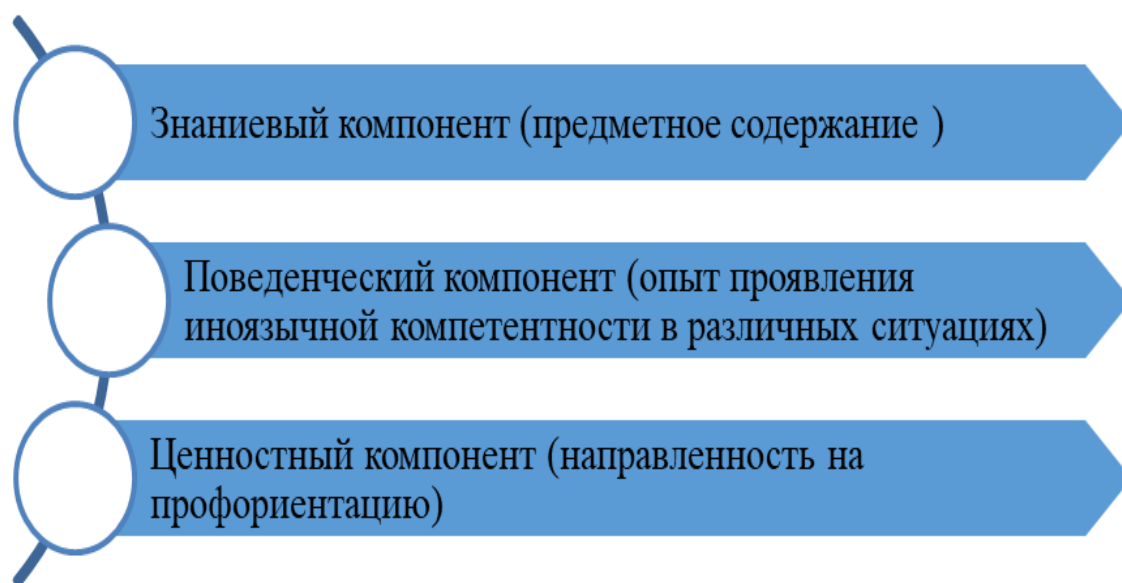 Знаниевый компонент (предметное содержание )
Поведенческий компонент (опыт проявления
иноязычной компетентности в различных ситуациях)
Ценностный компонент (направленность на
профориентацию)